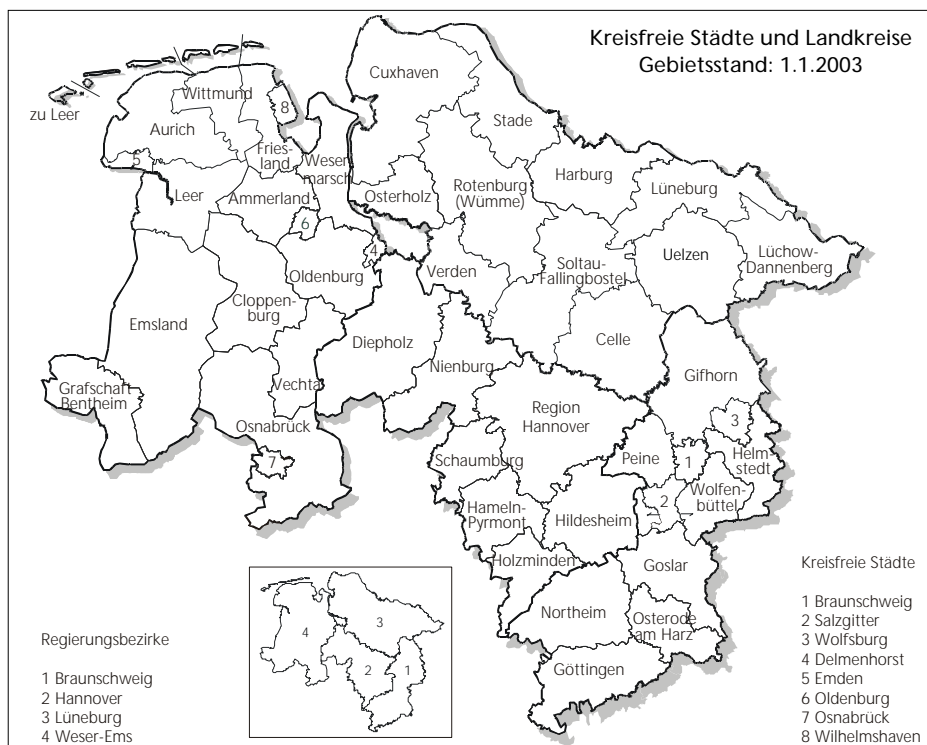 Kreisfreie Städte und Landkreise
Gebietsstand: 1.1.2003
zu Leer
Wittmund
Aurich
5
8
Fries-
land
Weser
marsch
Leer
Ammerland
6
Cuxhaven
Stade
Osterholz
Rotenburg
(Wümme)
Harburg
Lüneburg
Oldenburg
4
Verden
Soltau-
Fallingbostel
Uelzen
Lüchow-
Dannenberg
Emsland
Cloppen-
burg
Diepholz
Celle
Grafschaft
Bentheim
Vechta
Nienburg
Gifhorn
Osnabrück
7
Region
Hannover
3
Schaumburg
Peine
1
Helm-
stedt
Hameln-
Pyrmont
Hildesheim
2
Wolfen-
büttel
Holzminden
Goslar
Northeim
Osterode
am Harz
Göttingen
Regierungsbezirke
1 Braunschweig
2 Hannover
3 Lüneburg
4 Weser-Ems
4
3
2
1
Kreisfreie Städte
1 Braunschweig
2 Salzgitter
3 Wolfsburg
4 Delmenhorst
5 Emden
6 Oldenburg
7 Osnabrück
8 Wilhelmshaven